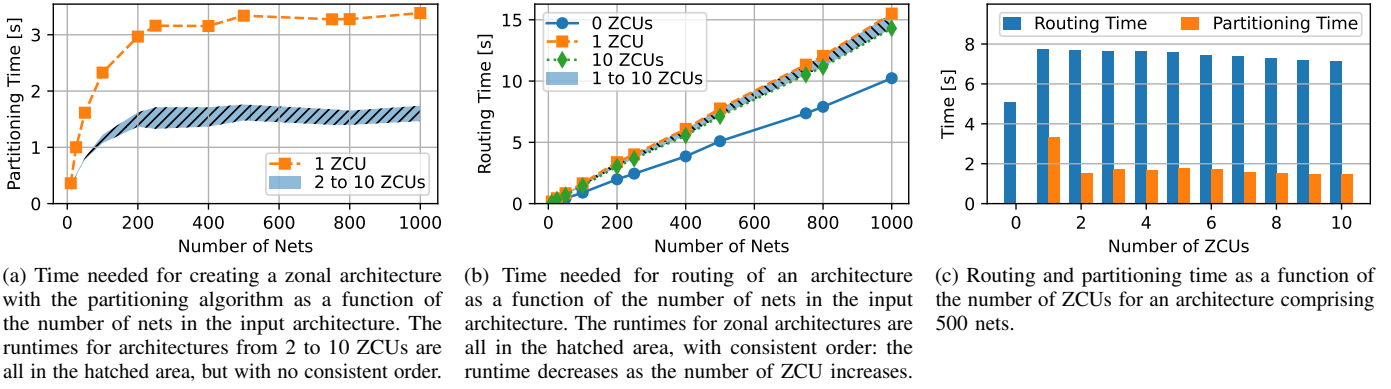 Partitioning Time [s]
3
2
1
0
1 ZCU
2 to 10 ZCUs
0 200 400 600 800 1000
Number of Nets
(a) Time needed for creating a zonal architecture
with the partitioning algorithm as a function of
the number of nets in the input architecture. The
runtimes for architectures from 2 to 10 ZCUs are
all in the hatched area, but with no consistent order.
Routing Time [s]
15
10
5
0
0 ZCUs
1 ZCU
10 ZCUs
1 to 10 ZCUs
0 200 400 600 800 1000
Number of Nets
(b) Time needed for routing of an architecture
as a function of the number of nets in the input
architecture. The runtimes for zonal architectures are
all in the hatched area, with consistent order: the
runtime decreases as the number of ZCU increases.
Time [s]
8
6
4
2
0
Routing Time Partitioning Time
0 2 4 6 8 10
Number of ZCUs
(c) Routing and partitioning time as a function of
the number of ZCUs for an architecture comprising
500 nets.